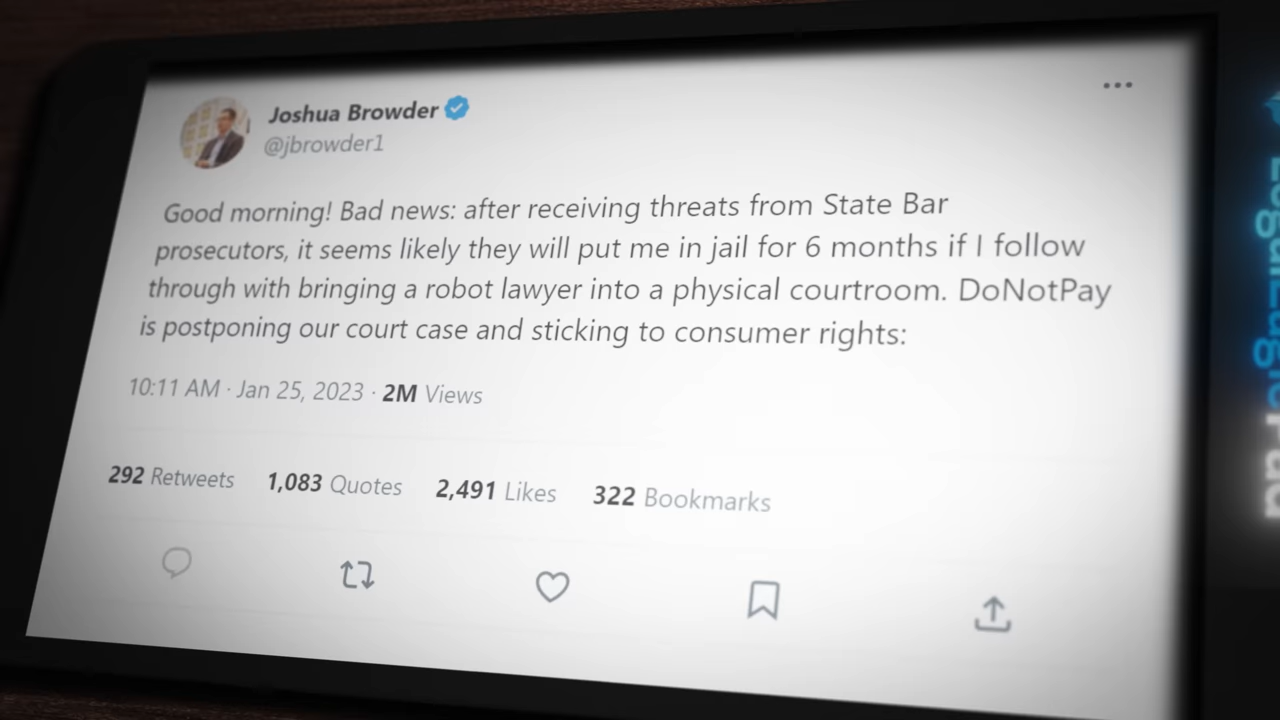 Joshua Browder
@jbrowder1
Good morning! Bad news: after receiving threats from State Bar
prosecutors, it seems likely they will put me in jail for 6 months if I follow
through with bringing a robot lawyer into a physical courtroom. DoNotPay
is postponing our court case and sticking to consumer rights:
10:11 AM · Jan 25, 2023 · 2M Views
292 Retweets 1,083 Quotes 2,491 Likes 322 Bookmarks